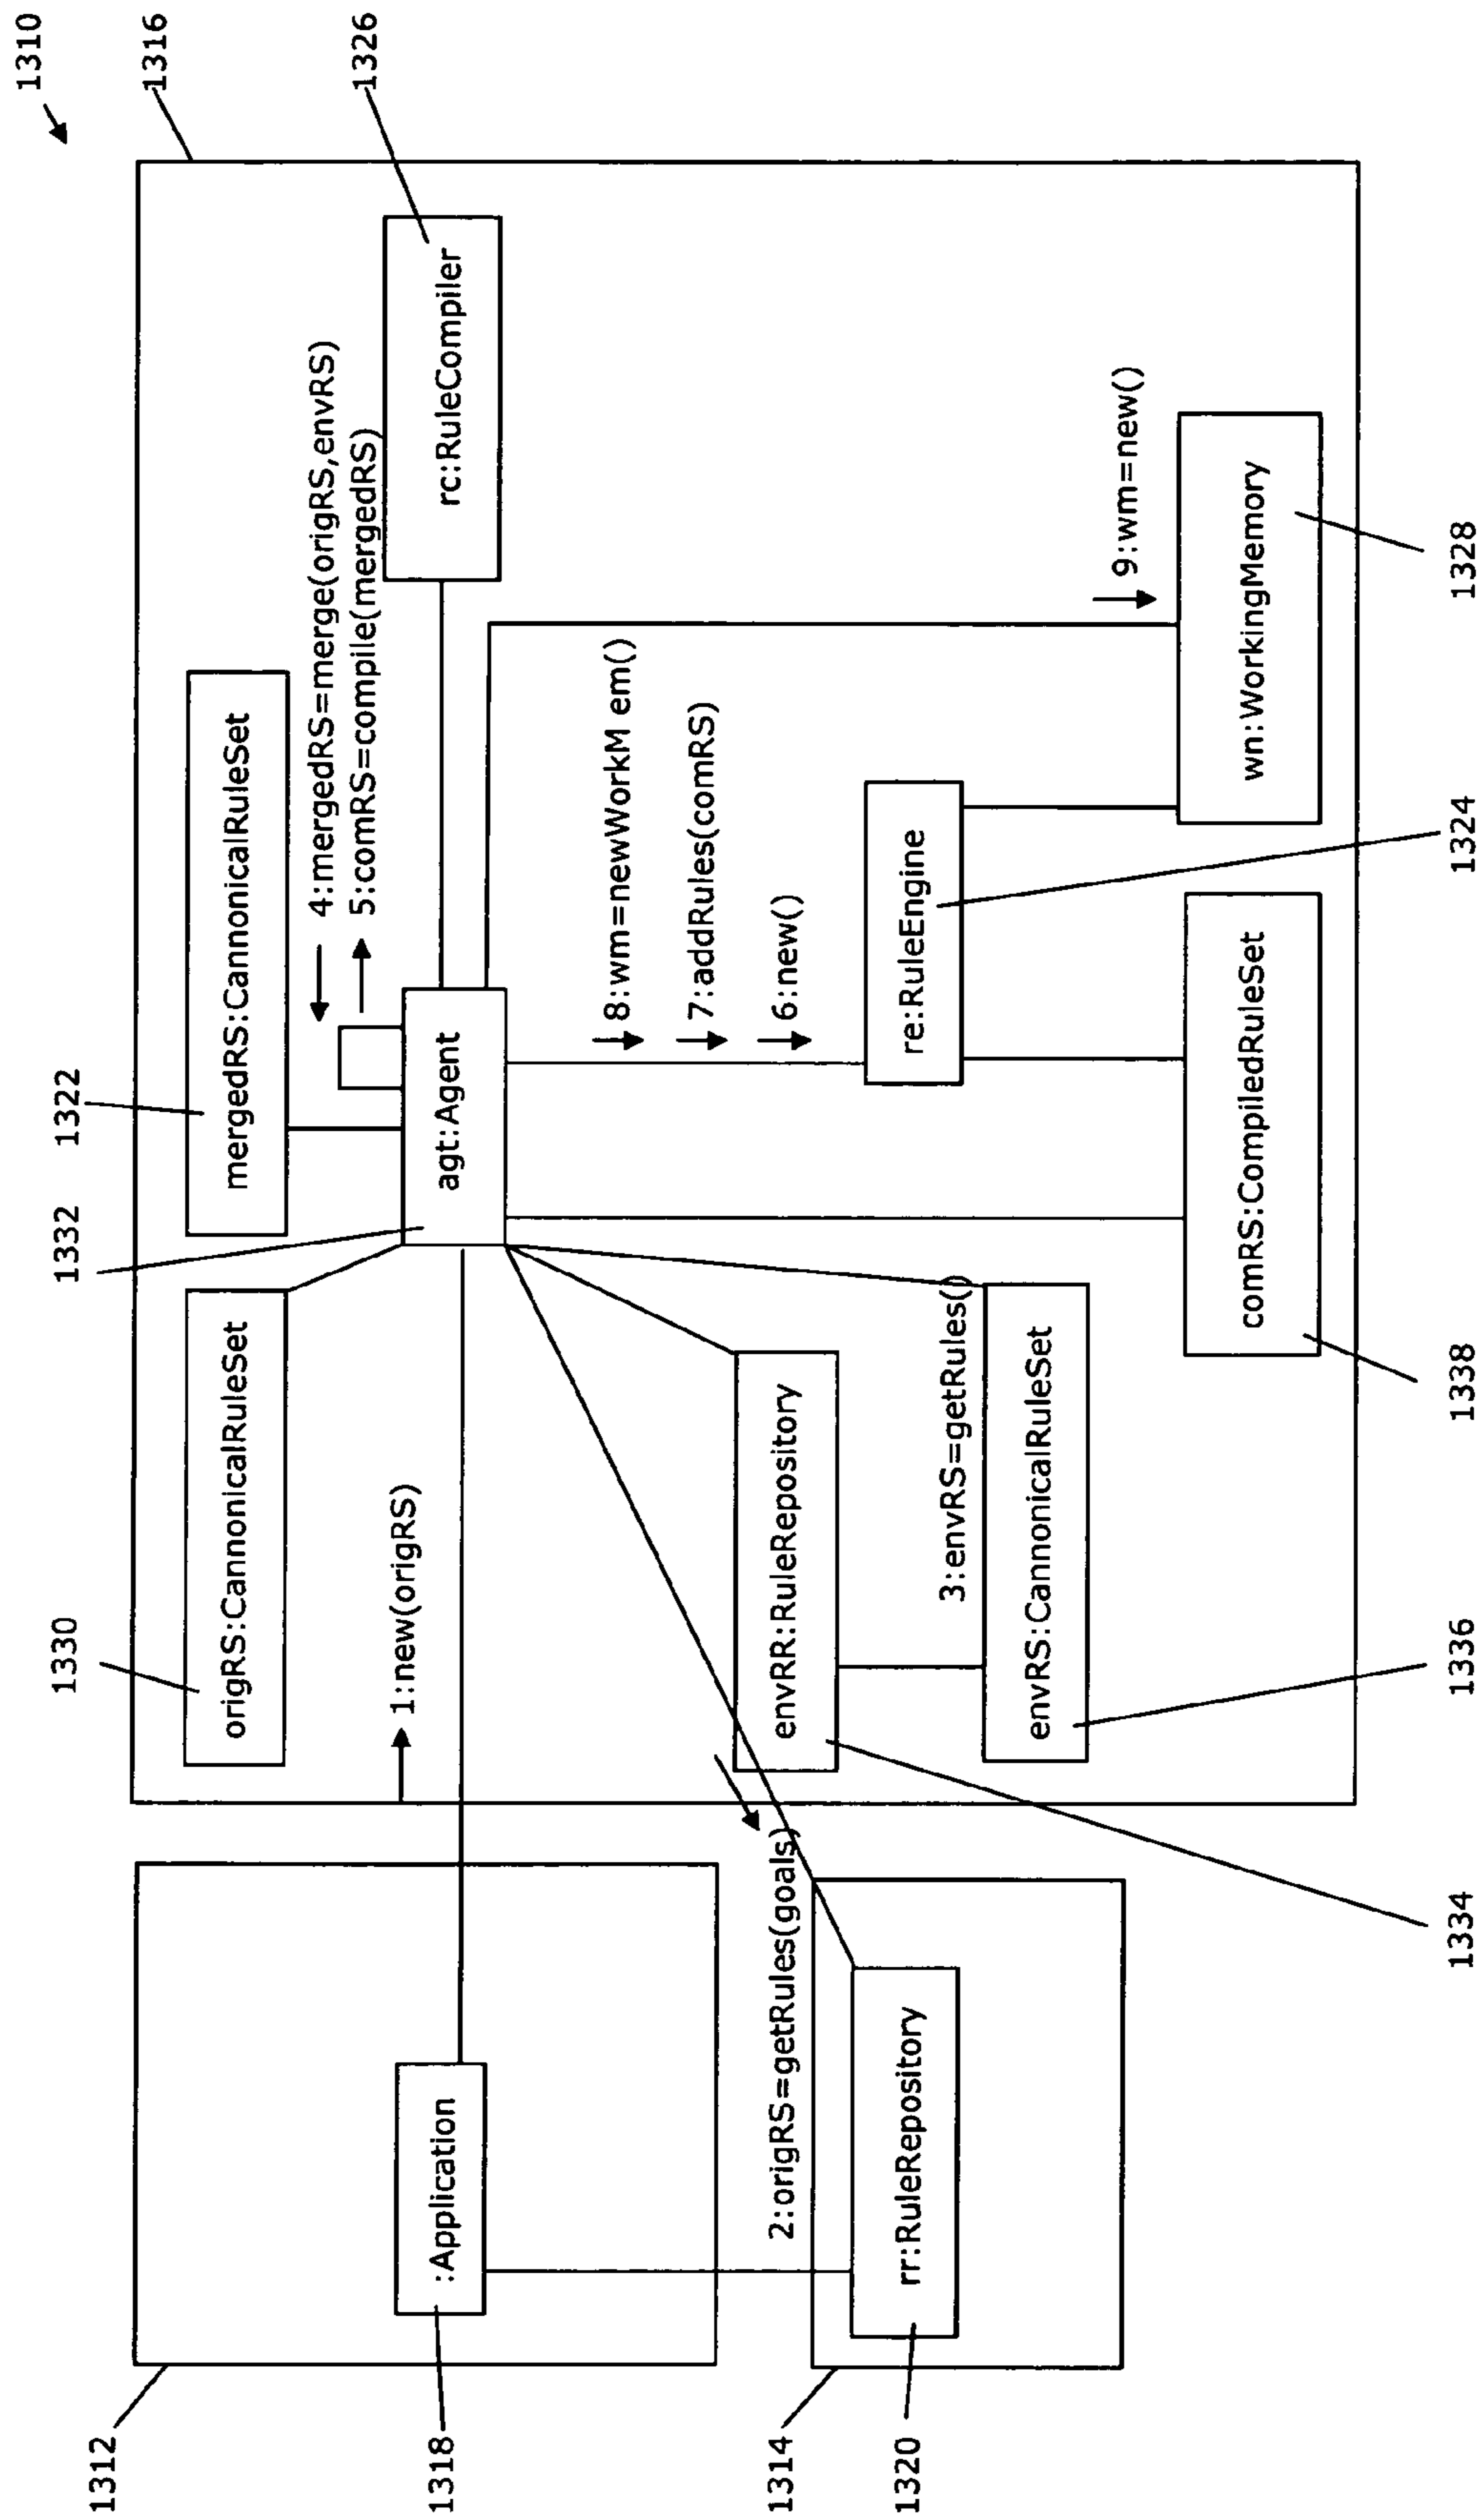 1310
1316
1326
1322
1332
1330
1312
1318
1314
1320
mergedRS:CannonicalRuleSet
4:mergedRS=merge(origRS,envRS)
5:comRS=compile(mergedRS)
rc:RuleCompiler
origRS:CannonicalRuleSet
1:new(origRS)
agt:Agent
:Application
8:wm=newWorkM em()
7:addRules(comRS)
6:new()
2:origRS=getRules(goals)
envRR:RuleRepository
re:RuleEngine
rr:RuleRepository
3:envRS=getRules()
envRS:CannonicalRuleSet
9:wm=new()
comRS:CompiledRuleSet
wn:WorkingMemory
1334
1336
1338
1324
1328